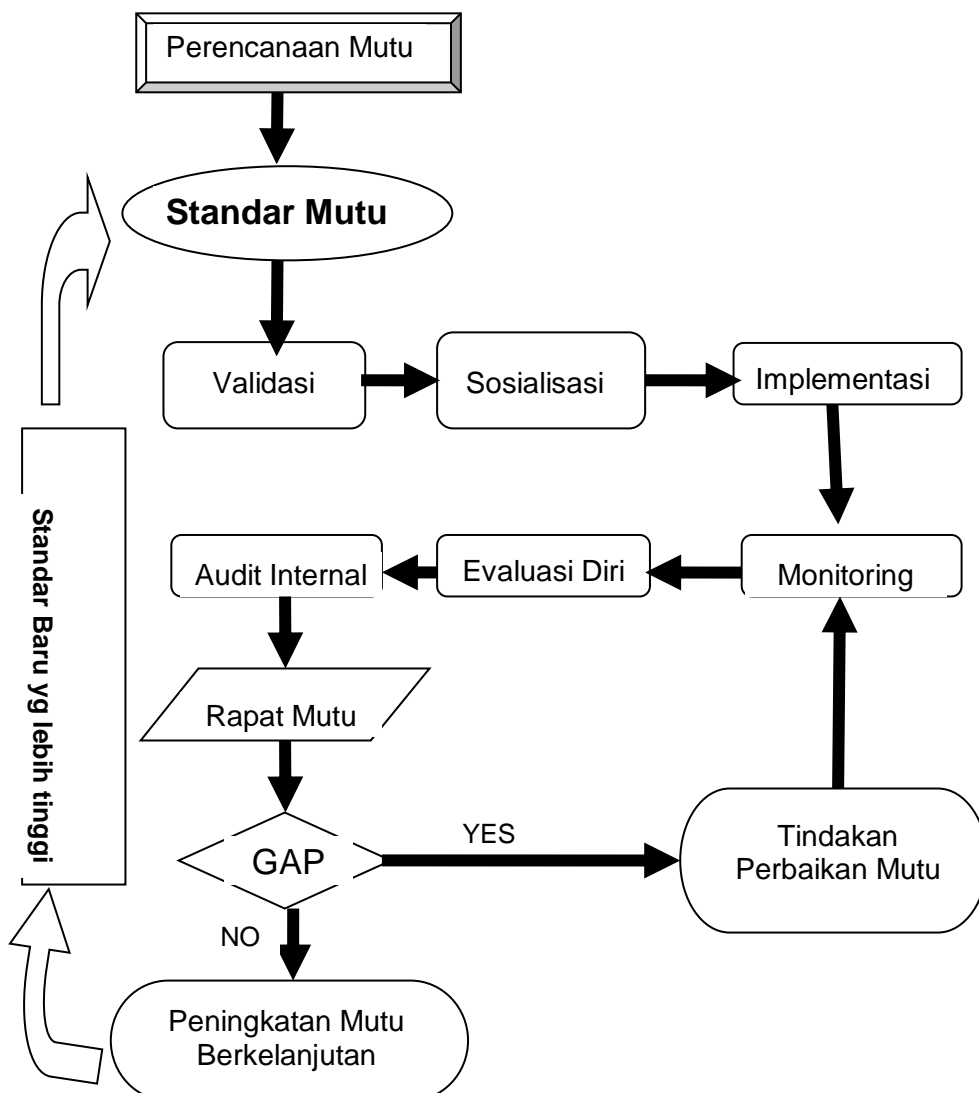 Perencanaan Mutu
Standar Mutu
Validasi
Sosialisasi
Implementasi
Audit Internal
Evaluasi Diri
Monitoring
Rapat Mutu
GAP
YES
Tindakan
Perbaikan Mutu
NO
Peningkatan Mutu
Berkelanjutan
Standar Baru yg lebih tinggi